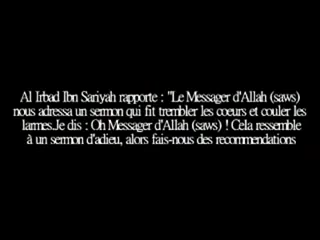 Al Irbad Ibn Sariyah rapporte : "Le Messager d'Allah (saws)
nous adressa un sermon qui fit trembler les coeurs et couler les
larmes.Je dis : Oh Messager d'Allah (saws) ! Cela ressemble
à un sermon d'adieu, alors fais-nous des recommendations